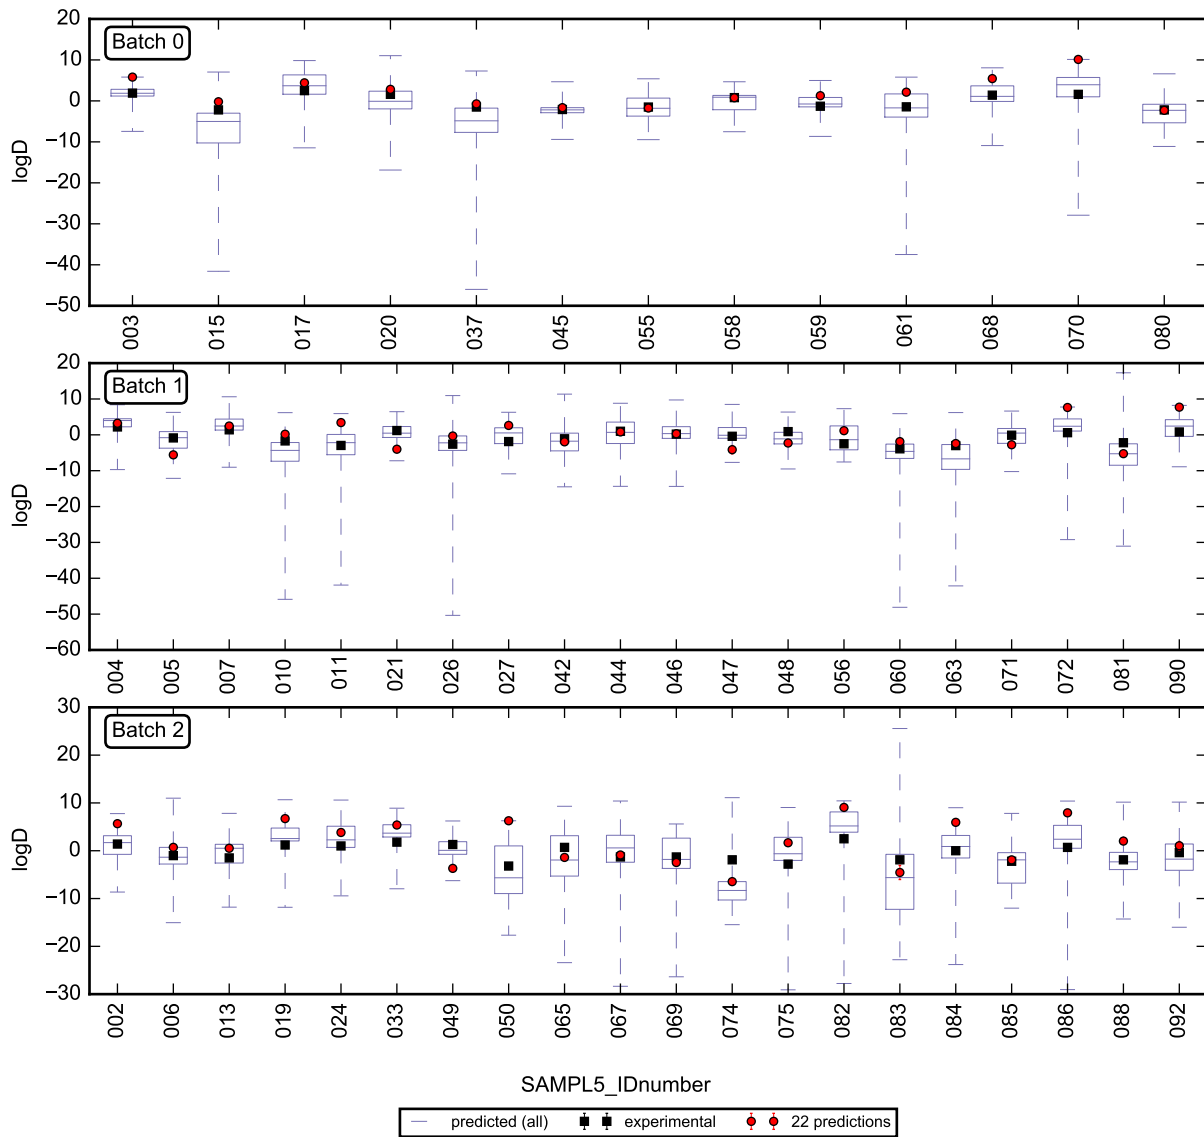 20
10
0
−10
−20
−30
−40
−50
logD
Batch 0
003 015 017 020 037 045 055 058 059 061 068 070 080
20
10
0
−10
−20
−30
−40
−50
−60
logD
Batch 1
004 005 007 010 011 021 026 027 042 044 046 047 048 056 060 063 071 072 081 090
30
20
10
0
−10
−20
−30
logD
Batch 2
002 006 013 019 024 033 049 050 065 067 069 074 075 082 083 084 085 086 088 092
SAMPL5_IDnumber
predicted (all) experimental 22 predictions